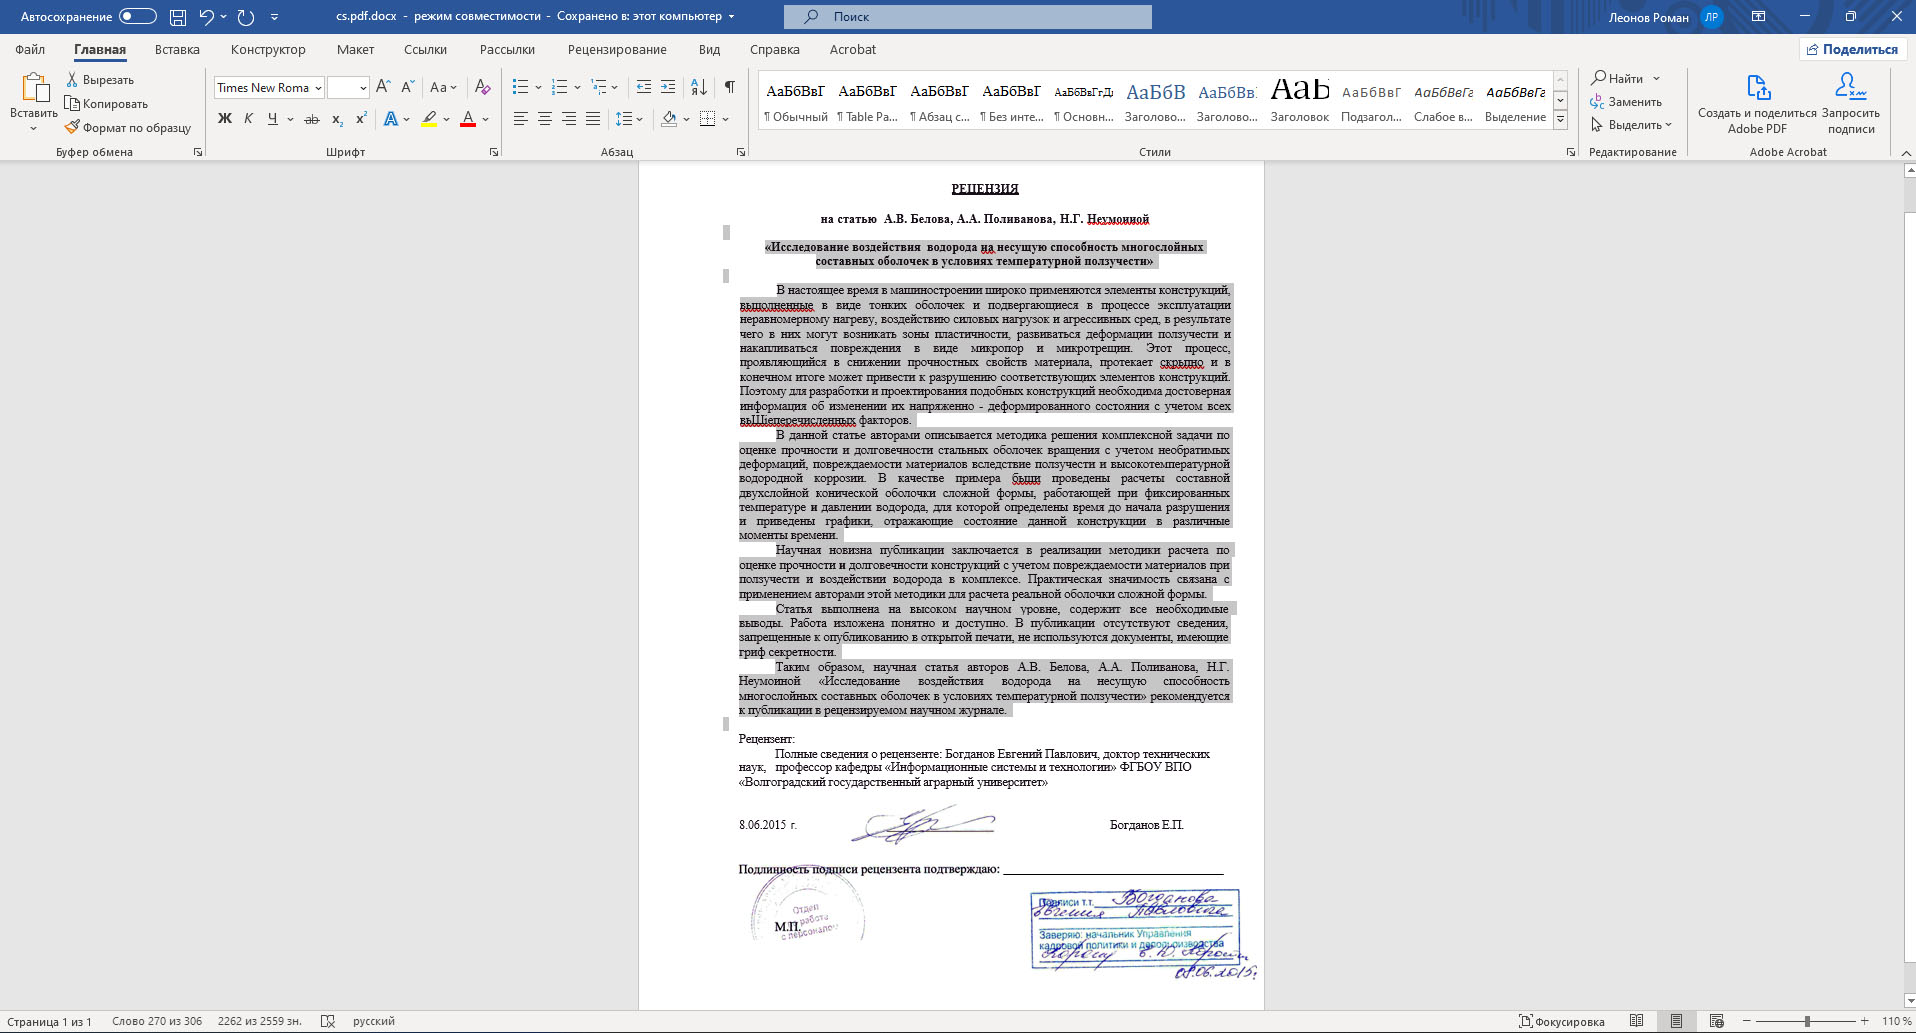 Автосохранение
cs.pdf.docx - режим совместимости - Сохранено в: этот компьютер
Поиск
Леонов Роман
ЛР
Файл Главная Вставка Конструктор Макет Ссылки Рассылки Рецензирование Вид Справка Acrobat
Поделиться
Вставить
Вырезать
Копировать
Формат по образцу
Буфер обмена
Times New Roma
Ж К Ч ab x₂ x²
Шрифт
Абзац
АаБбВвГ АаБбВвГ АаБбВвГ АаБбВвГ АаБбВвГгДд АаБбВ АаБбВв. АаБ АаБбВвГ АаБбВвГг АаБбВвГг
¶ Обычный ¶ Table Pa... ¶ Абзац с... ¶ Без инте... ¶ Основн... Заголово... Заголово... Заголовок Подзагол... Слабое в... Выделение
Стили
Найти
Заменить
Выделить
Редактирование
Создать и поделиться
Adobe PDF
Запросить
подписи
Adobe Acrobat
РЕЦЕНЗИЯ
на статью А.В. Белова, А.А. Поливанова, Н.Г. Неумоиной
«Исследование воздействия водорода на несущую способность многослойных
составных оболочек в условиях температурной ползучести»
В настоящее время в машиностроении широко применяются элементы конструкций,
выполненные в виде тонких оболочек и подвергающиеся в процессе эксплуатации
неравномерному нагреву, воздействию силовых нагрузок и агрессивных сред, в результате
чего в них могут возникать зоны пластичности, развиваться деформации ползучести и
накапливаться повреждения в виде микропор и микротрещин. Этот процесс,
проявляющийся в снижении прочностных свойств материала, протекает скрыпно и в
конечном итоге может привести к разрушению соответствующих элементов конструкций.
Поэтому для разработки и проектирования подобных конструкций необходима достоверная
информация об изменении их напряженно - деформированного состояния с учетом всех
вьШеперечисленных факторов.
В данной статье авторами описывается методика решения комплексной задачи по
оценке прочности и долговечности стальных оболочек вращения с учетом необратимых
деформаций, повреждаемости материалов вследствие ползучести и высокотемпературной
водородной коррозии. В качестве примера бьши проведены расчеты составной
двухслойной конической оболочки сложной формы, работающей при фиксированных
температуре и давлении водорода, для которой определены время до начала разрушения
и приведены графики, отражающие состояние данной конструкции в различные
моменты времени.
Научная новизна публикации заключается в реализации методики расчета по
оценке прочности и долговечности конструкций с учетом повреждаемости материалов при
ползучести и воздействии водорода в комплексе. Практическая значимость связана с
применением авторами этой методики для расчета реальной оболочки сложной формы.
Статья выполнена на высоком научном уровне, содержит все необходимые
выводы. Работа изложена понятно и доступно. В публикации отсутствуют сведения,
запрещенные к опубликованию в открытой печати, не используются документы, имеющие
гриф секретности.
Таким образом, научная статья авторов А.В. Белова, А.А. Поливанова, Н.Г.
Неумоиной «Исследование воздействия водорода на несущую способность
многослойных составных оболочек в условиях температурной ползучести» рекомендуется
к публикации в рецензируемом научном журнале.
Рецензент:
Полные сведения о рецензенте: Богданов Евгений Павлович, доктор технических
наук, профессор кафедры «Информационные системы и технологии» ФГБОУ ВПО
«Волгоградский государственный аграрный университет»
8.06.2015 г.
Богданов Е.П.
Подлинность подписи рецензента подтверждаю:
Отдел
по работе
с персоналом
М.П.
Подписи т.т. Богданова
Евгения Павловича
Заверяю: начальник Управления
кадровой политики и делопроизводства
08.06.2015г.
Страница 1 из 1 Слово 270 из 306 2262 из 2559 зн. русский
Фокусировка
110 %